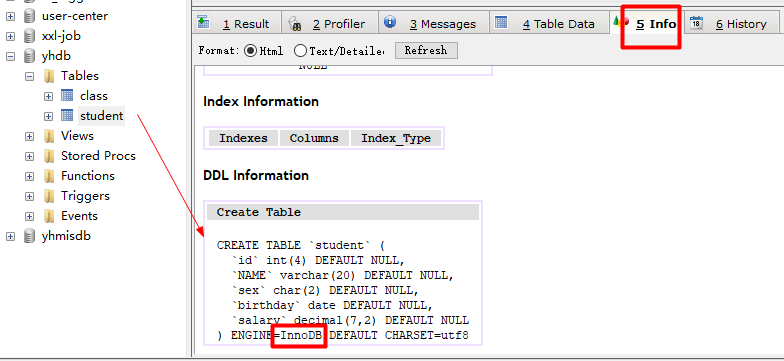 user-center
xxl-job
yhdb
Tables
class
student
Views
Stored Procs
Functions
Triggers
Events
yhmisdb
1 Result
2 Profiler
3 Messages
4 Table Data
5 Info
6 History
Format: Html Text/Detailed Refresh
NULL
Index Information
Indexes Columns Index_Type
DDL Information
Create Table
CREATE TABLE `student` (
`id` int(4) DEFAULT NULL,
`NAME` varchar(20) DEFAULT NULL,
`sex` char(2) DEFAULT NULL,
`birthday` date DEFAULT NULL,
`salary` decimal(7,2) DEFAULT NULL
) ENGINE=InnoDB DEFAULT CHARSET=utf8